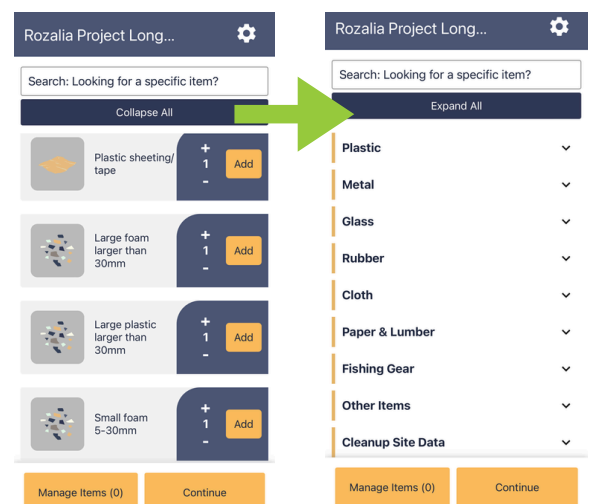 Rozalia Project Long...
Search: Looking for a specific item?
Collapse All
Plastic sheeting/
tape
+
1
-
Add
Large foam
larger than
30mm
+
1
-
Add
Large plastic
larger than
30mm
+
1
-
Add
Small foam
5-30mm
+
1
-
Add
Manage Items (0)
Continue
Rozalia Project Long...
Search: Looking for a specific item?
Expand All
Plastic
Metal
Glass
Rubber
Cloth
Paper & Lumber
Fishing Gear
Other Items
Cleanup Site Data
Manage Items (0)
Continue